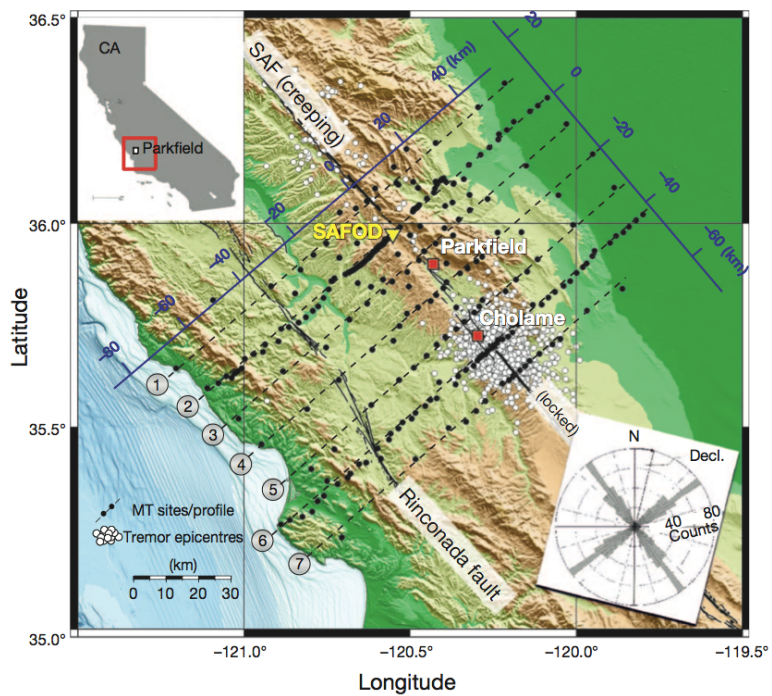 36.5°
36.0°
35.5°
35.0°
Latitude
−121.0°
−120.5°
−120.0°
−119.5°
Longitude
CA
Parkfield
SAF (creeping)
40 (km)
20
0
−20
−40
−60
−80
20
0
−20
−40
−60 (km)
SAFOD
Parkfield
Cholame
(locked)
Rinconada fault
1
2
3
4
5
6
7
MT sites/profile
Tremor epicentres
(km)
0 10 20 30
N
Decl.
40 80
Counts